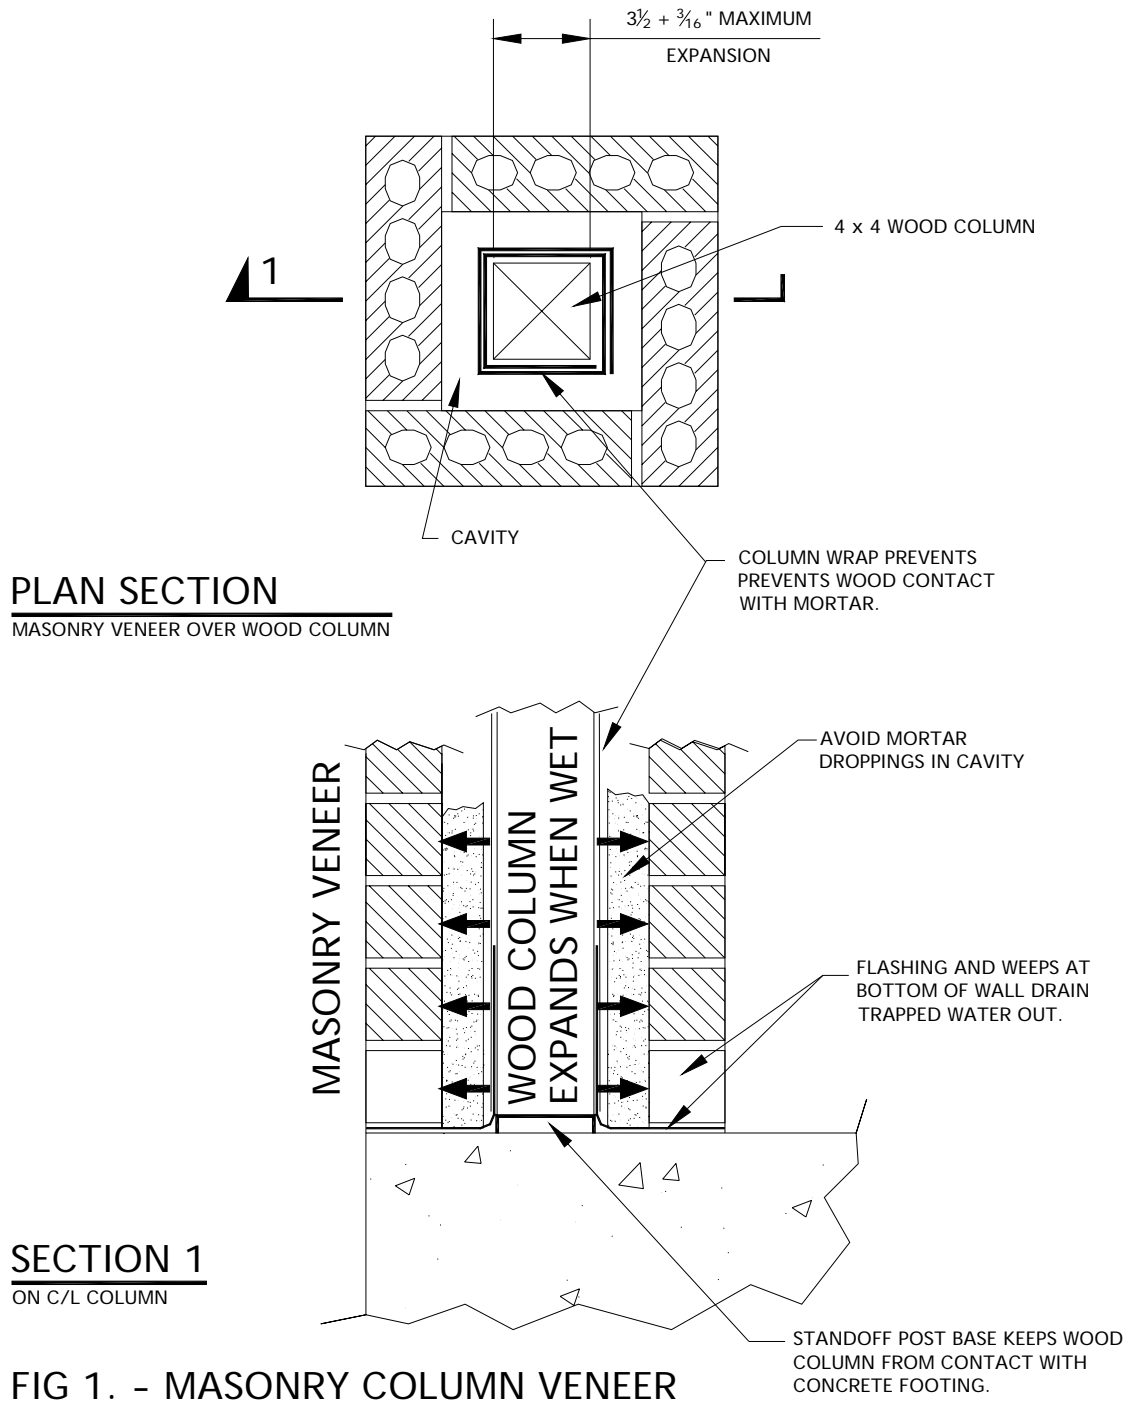 3½ + 3⁄16" MAXIMUM
EXPANSION
4 x 4 WOOD COLUMN
1
CAVITY
COLUMN WRAP PREVENTS
PREVENTS WOOD CONTACT
WITH MORTAR.
PLAN SECTION
MASONRY VENEER OVER WOOD COLUMN
AVOID MORTAR
DROPPINGS IN CAVITY
MASONRY VENEER
WOOD COLUMN
EXPANDS WHEN WET
FLASHING AND WEEPS AT
BOTTOM OF WALL DRAIN
TRAPPED WATER OUT.
SECTION 1
ON C/L COLUMN
STANDOFF POST BASE KEEPS WOOD
COLUMN FROM CONTACT WITH
CONCRETE FOOTING.
FIG 1. - MASONRY COLUMN VENEER